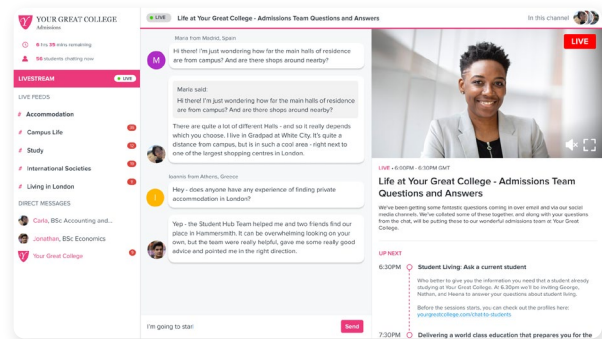 YOUR GREAT COLLEGE
Admissions
6 hrs 35 mins remaining
56 students chatting now
LIVESTREAM
LIVE
LIVE FEEDS
# Accommodation
# Campus Life
# Study
# International Societies
# Living in London
DIRECT MESSAGES
Carla, BSc Accounting and...
Jonathan, BSc Economics
Your Great College
LIVE
Life at Your Great College - Admissions Team Questions and Answers
In this channel
Maria from Madrid, Spain
M
Hi there! I'm just wondering how far the main halls of residence
are from campus? And are there shops around nearby?
Maria said:
Hi there! I'm just wondering how far the main halls of residence
are from campus? And are there shops around nearby?
There are quite a lot of different Halls - and so it really depends
which you choose. I live in Gradpad at White City. It's quite a
distance from campus, but is in such a cool area - right next to
one of the largest shopping centres in London.
Ioannis from Athens, Greece
Hey - does anyone have any experience of finding private
accommodation in London?
Yep - the Student Hub Team helped me and two friends find our
place in Hammersmith. It can be overwhelming looking on your
own, but the team were really helpful, gave me some really good
advice and pointed me in the right direction.
I'm going to star
Send
LIVE
LIVE • 6:00PM - 6:30PM GMT
Life at Your Great College - Admissions Team
Questions and Answers
We've been getting some fantastic questions coming in over email and via our social
media channels. We've collated some of these together, and along with your questions
from the chat, will be putting these to our wonderful admissions team at Your Great
College.
UP NEXT
6:30PM
Student Living: Ask a current student
Who better to give you the information you need than a student already
studying at Your Great College. At 6.30pm we'll be inviting George,
Nathan, and Heera to answer your questions about student living.
Before the sessions starts, you can check out the profiles here:
yourgreatcollege.com/chat-to-students
7:30PM
Delivering a world class education that prepares you for the